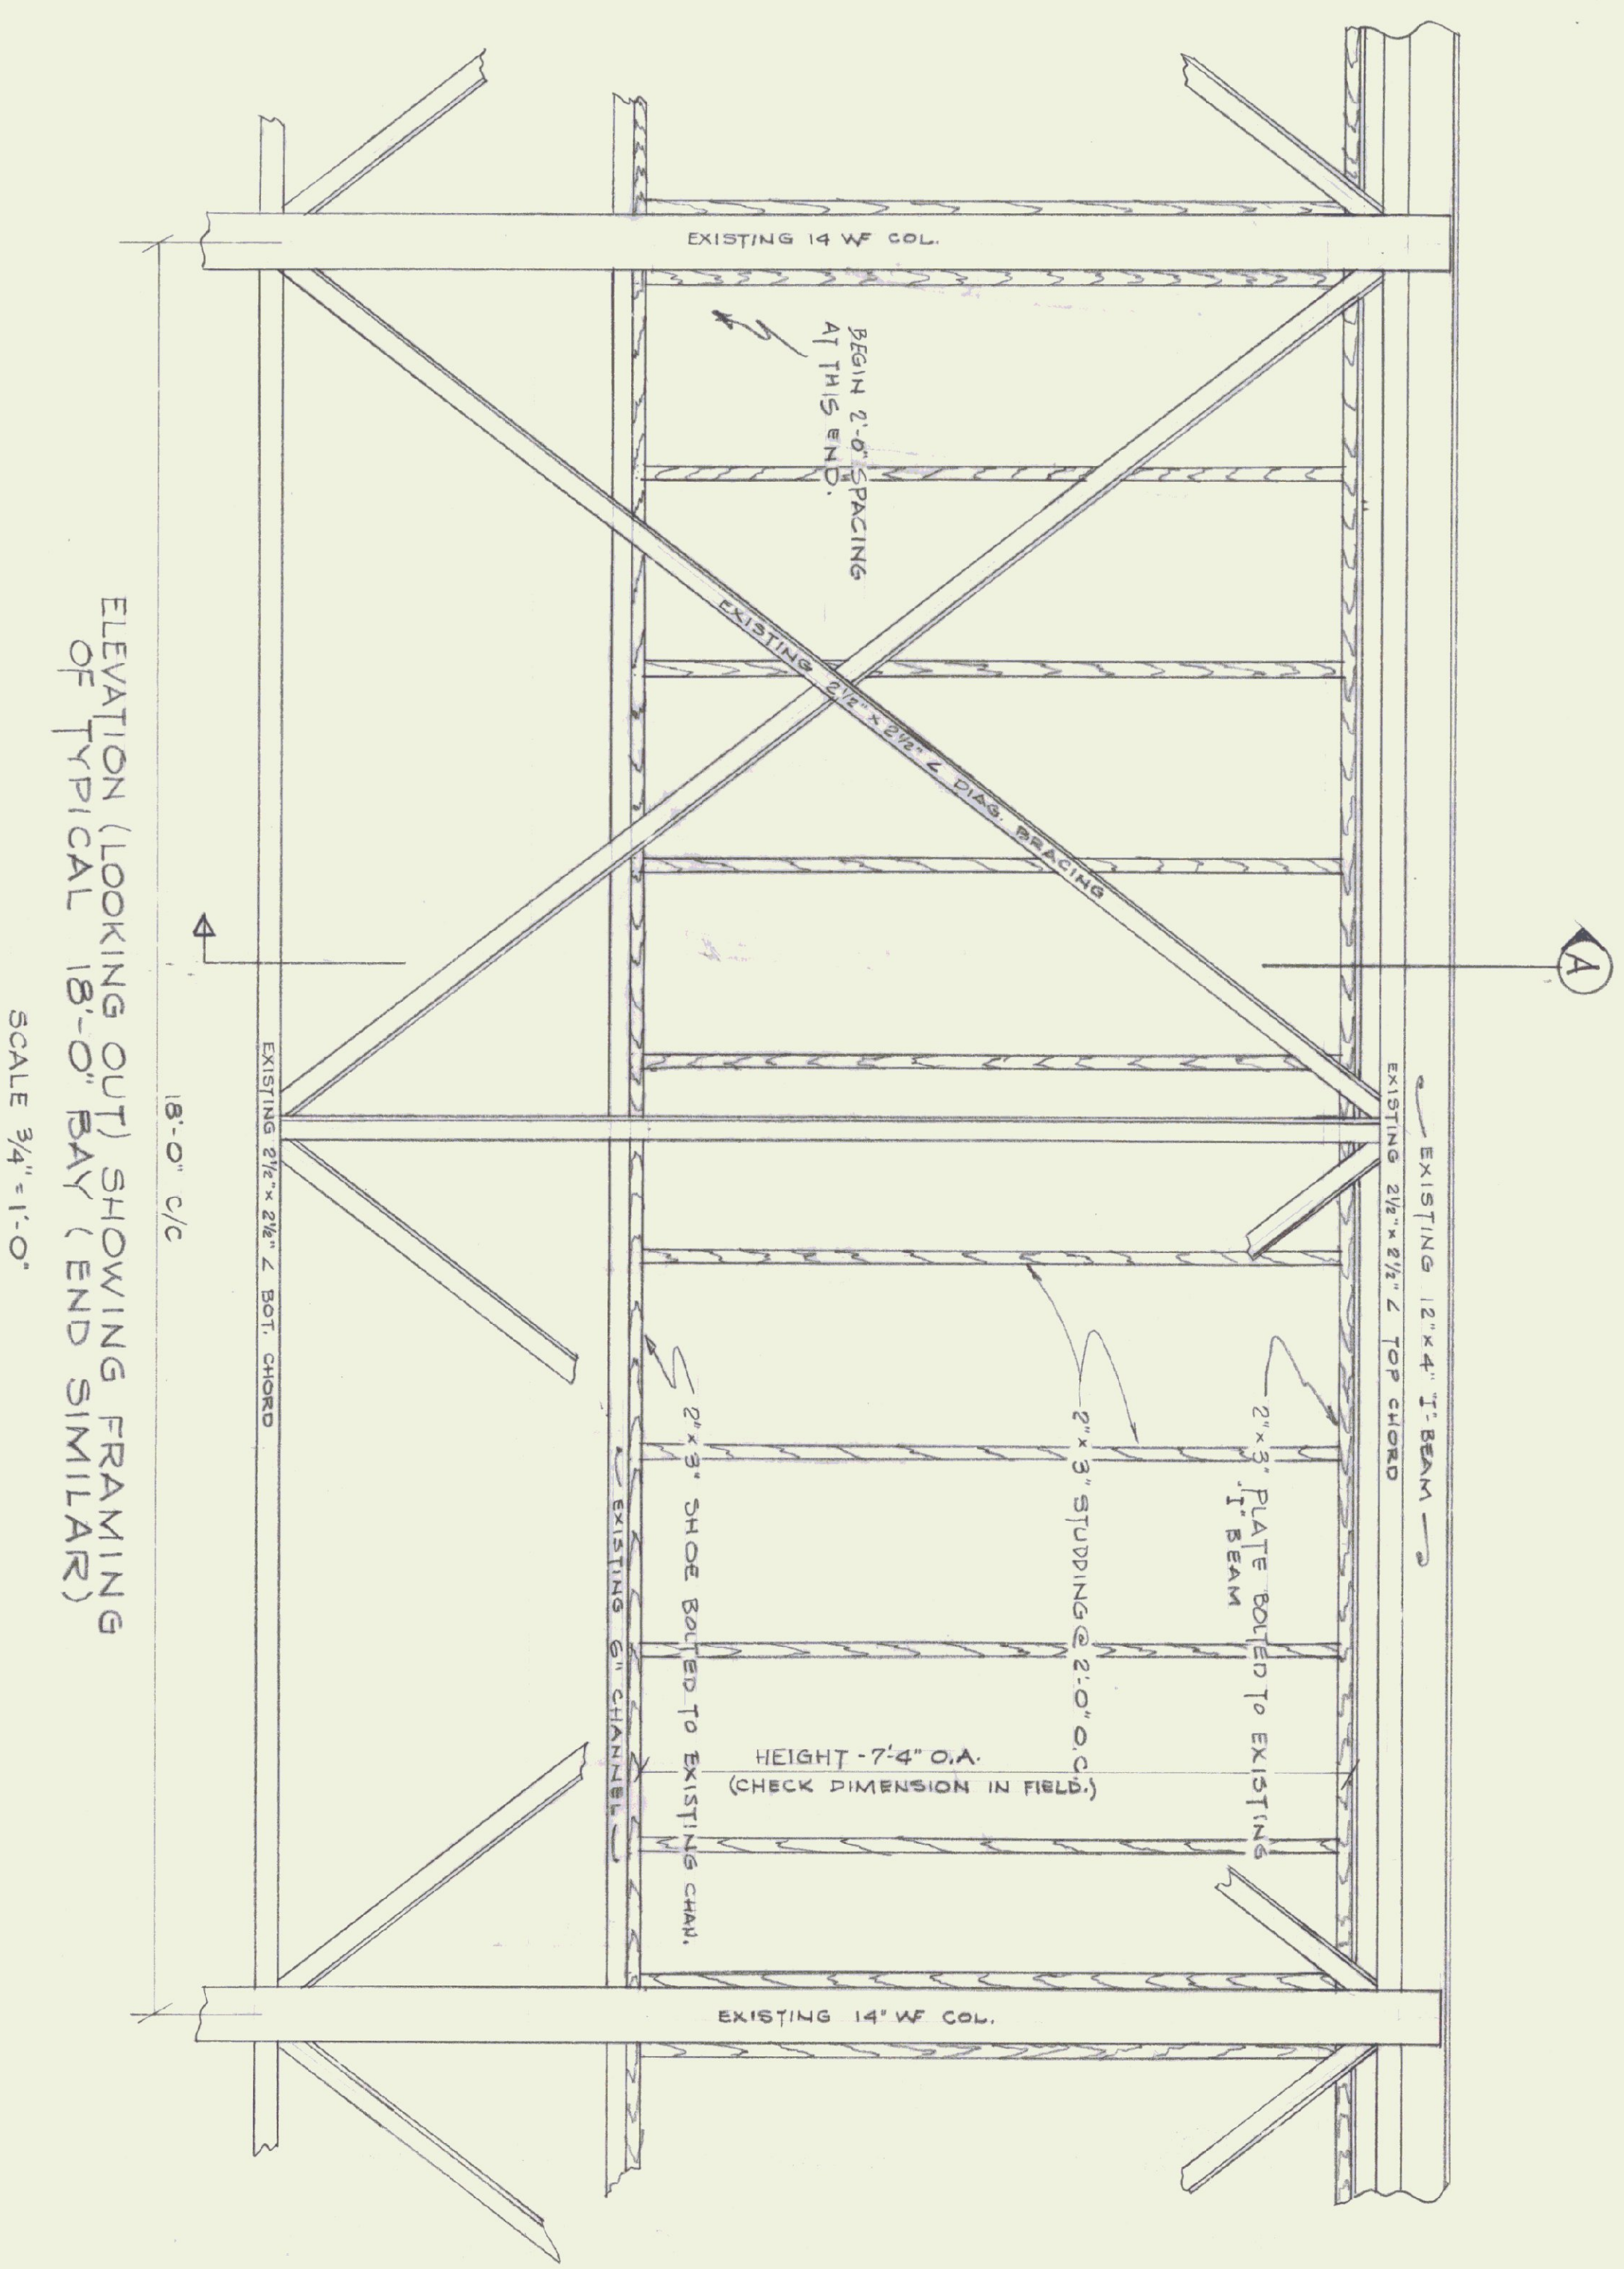 A
EXISTING 12" x 4" "I"-BEAM
EXISTING 2 1/2" x 2 1/2" ∠ TOP CHORD
2" x 3" PLATE BOLTED TO EXISTING
"I" BEAM
2" x 3" STUDDING @ 2'-0" O.C.
HEIGHT - 7'-4" O.A.
(CHECK DIMENSION IN FIELD.)
BEGIN 2'-0" SPACING
AT THIS END.
EXISTING 14 WF COL.
EXISTING 2 1/2" x 2 1/2" ∠ DIAG. BRACING
EXISTING 14" WF COL.
2" x 3" SHOE BOLTED TO EXISTING CHAN.
EXISTING 6" CHANNEL
EXISTING 2 1/2" x 2 1/2" ∠ BOT. CHORD
18'-0" C/C
ELEVATION (LOOKING OUT) SHOWING FRAMING
OF TYPICAL 18'-0" BAY (END SIMILAR)
SCALE 3/4" = 1'-0"